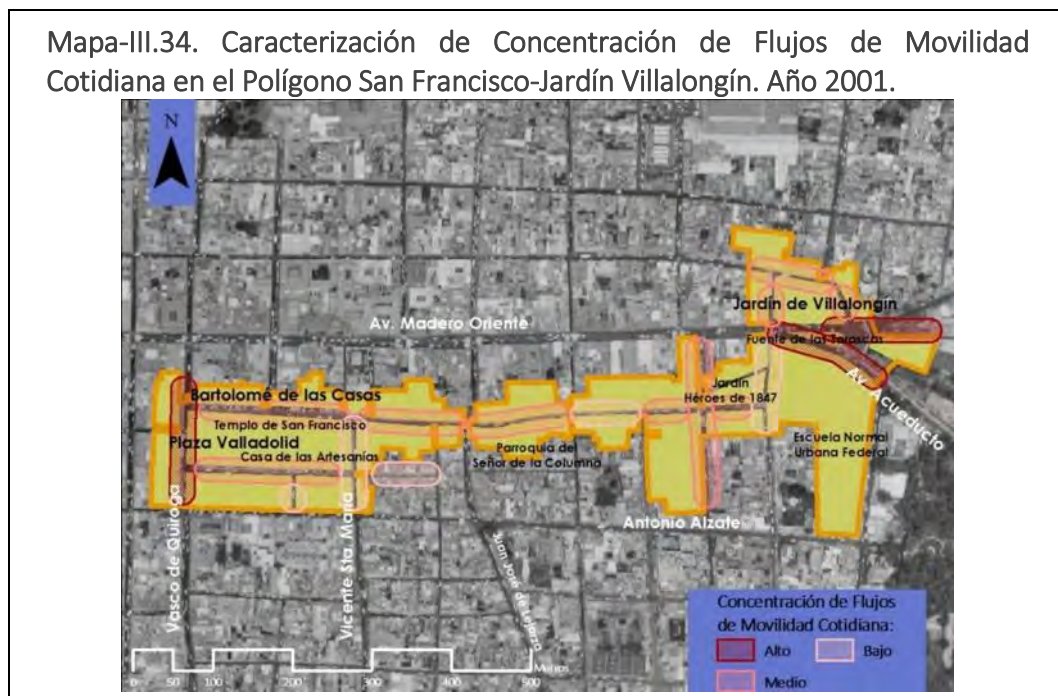 Mapa-III.34. Caracterización de Concentración de Flujos de Movilidad
Cotidiana en el Polígono San Francisco-Jardín Villalongín. Año 2001.
N
Jardín de Villalongín
Av. Madero Oriente
Fuente de las Tarascas
Av. Acueducto
Jardín
Héroes de 1847
Bartolomé de las Casas
Templo de San Francisco
Plaza Valladolid
Casa de las Artesanías
Parroquia del
Señor de la Columna
Escuela Normal
Urbana Federal
Antonio Alzate
Vasco de Quiroga
Vicente Sta. María
Juan José de Lejarza
Concentración de Flujos
de Movilidad Cotidiana:
Alto
Bajo
Medio
Metros
0 50 100 200 300 400 500